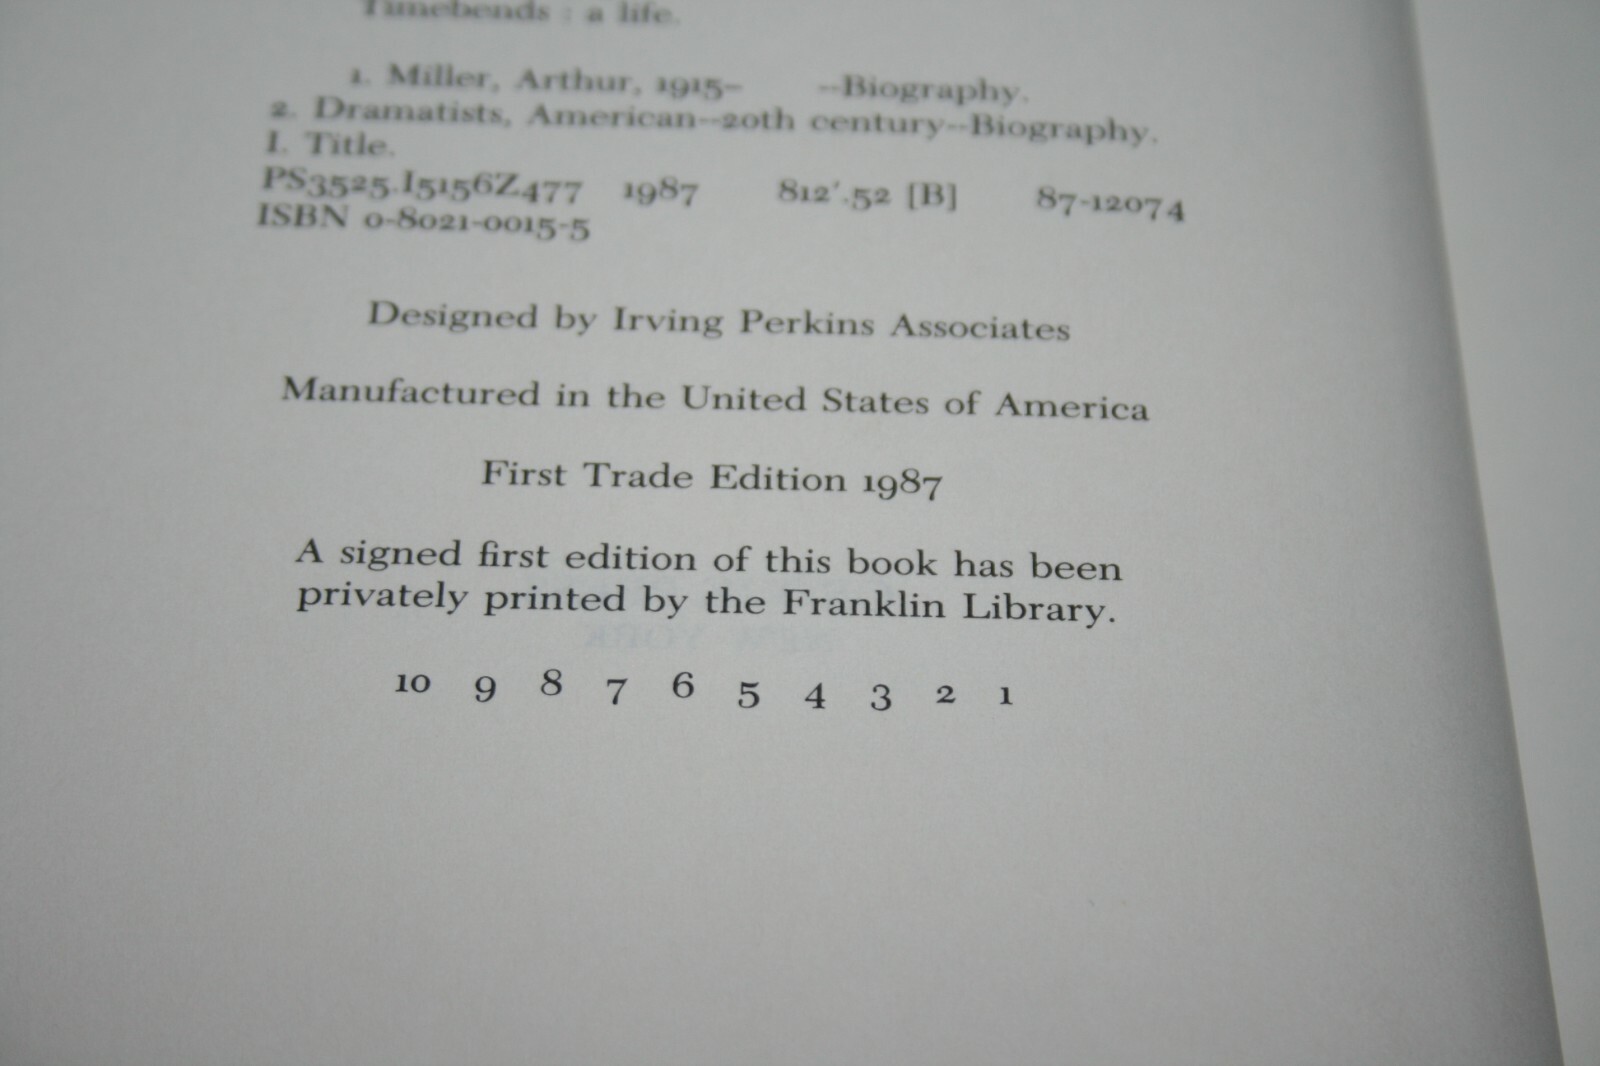 Timebends : a life.
1. Miller, Arthur, 1915– --Biography.
2. Dramatists, American--20th century--Biography.
I. Title.
PS3525.I5156Z477 1987 812'.52 [B] 87-12074
ISBN 0-8021-0015-5
Designed by Irving Perkins Associates
Manufactured in the United States of America
First Trade Edition 1987
A signed first edition of this book has been
privately printed by the Franklin Library.
10 9 8 7 6 5 4 3 2 1